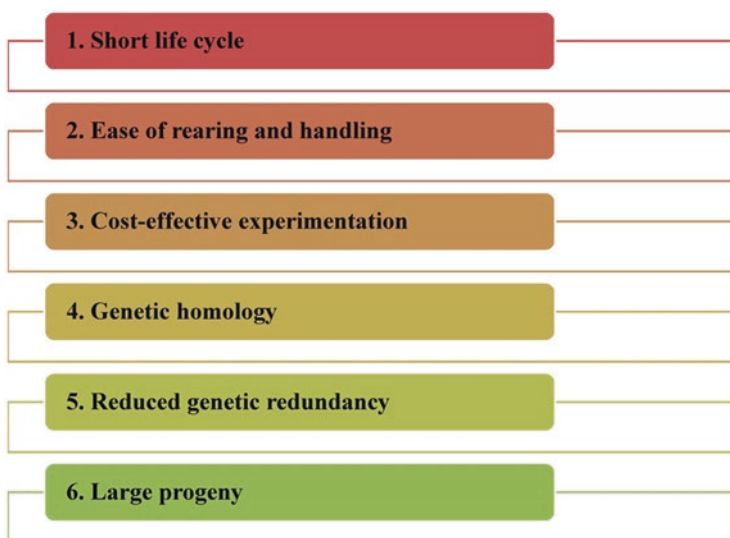 1. Short life cycle
2. Ease of rearing and handling
3. Cost-effective experimentation
4. Genetic homology
5. Reduced genetic redundancy
6. Large progeny